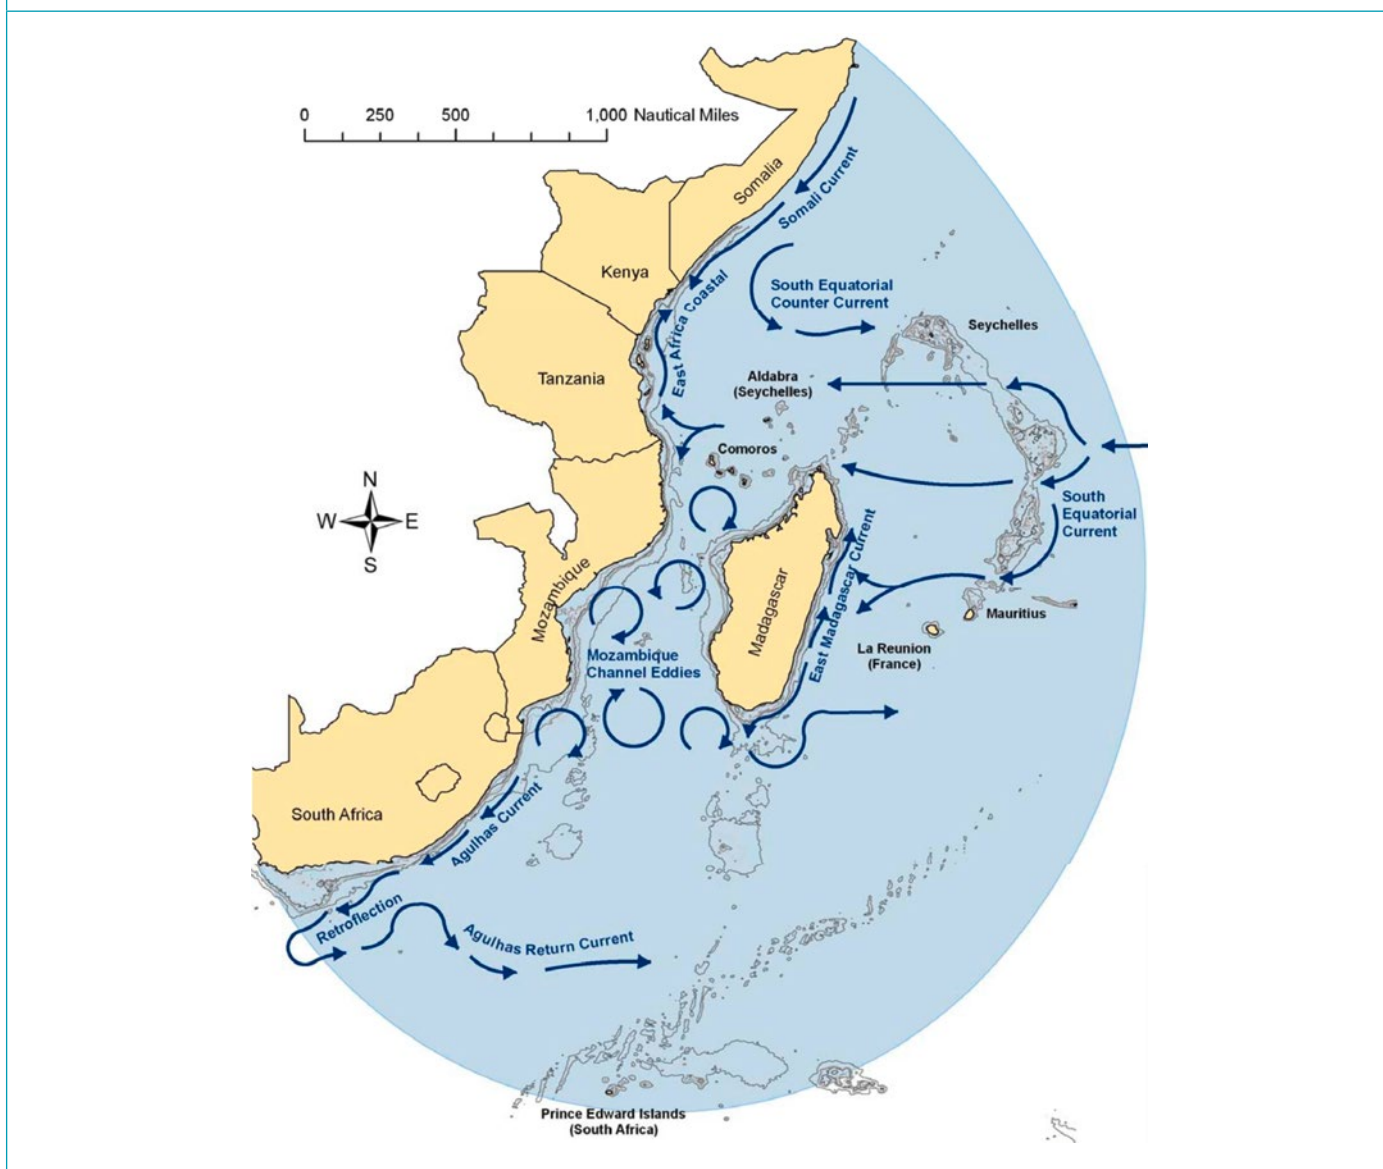 0 250 500 1,000 Nautical Miles
Somalia
Somali Current
Kenya
South Equatorial
Counter Current
East Africa Coastal
Seychelles
Tanzania
Aldabra
(Seychelles)
Comoros
N
W E
S
South
Equatorial
Current
Mozambique
Madagascar
East Madagascar Current
Mauritius
La Reunion
(France)
Mozambique
Channel Eddies
South Africa
Agulhas Current
Retroflection
Agulhas Return Current
Prince Edward Islands
(South Africa)